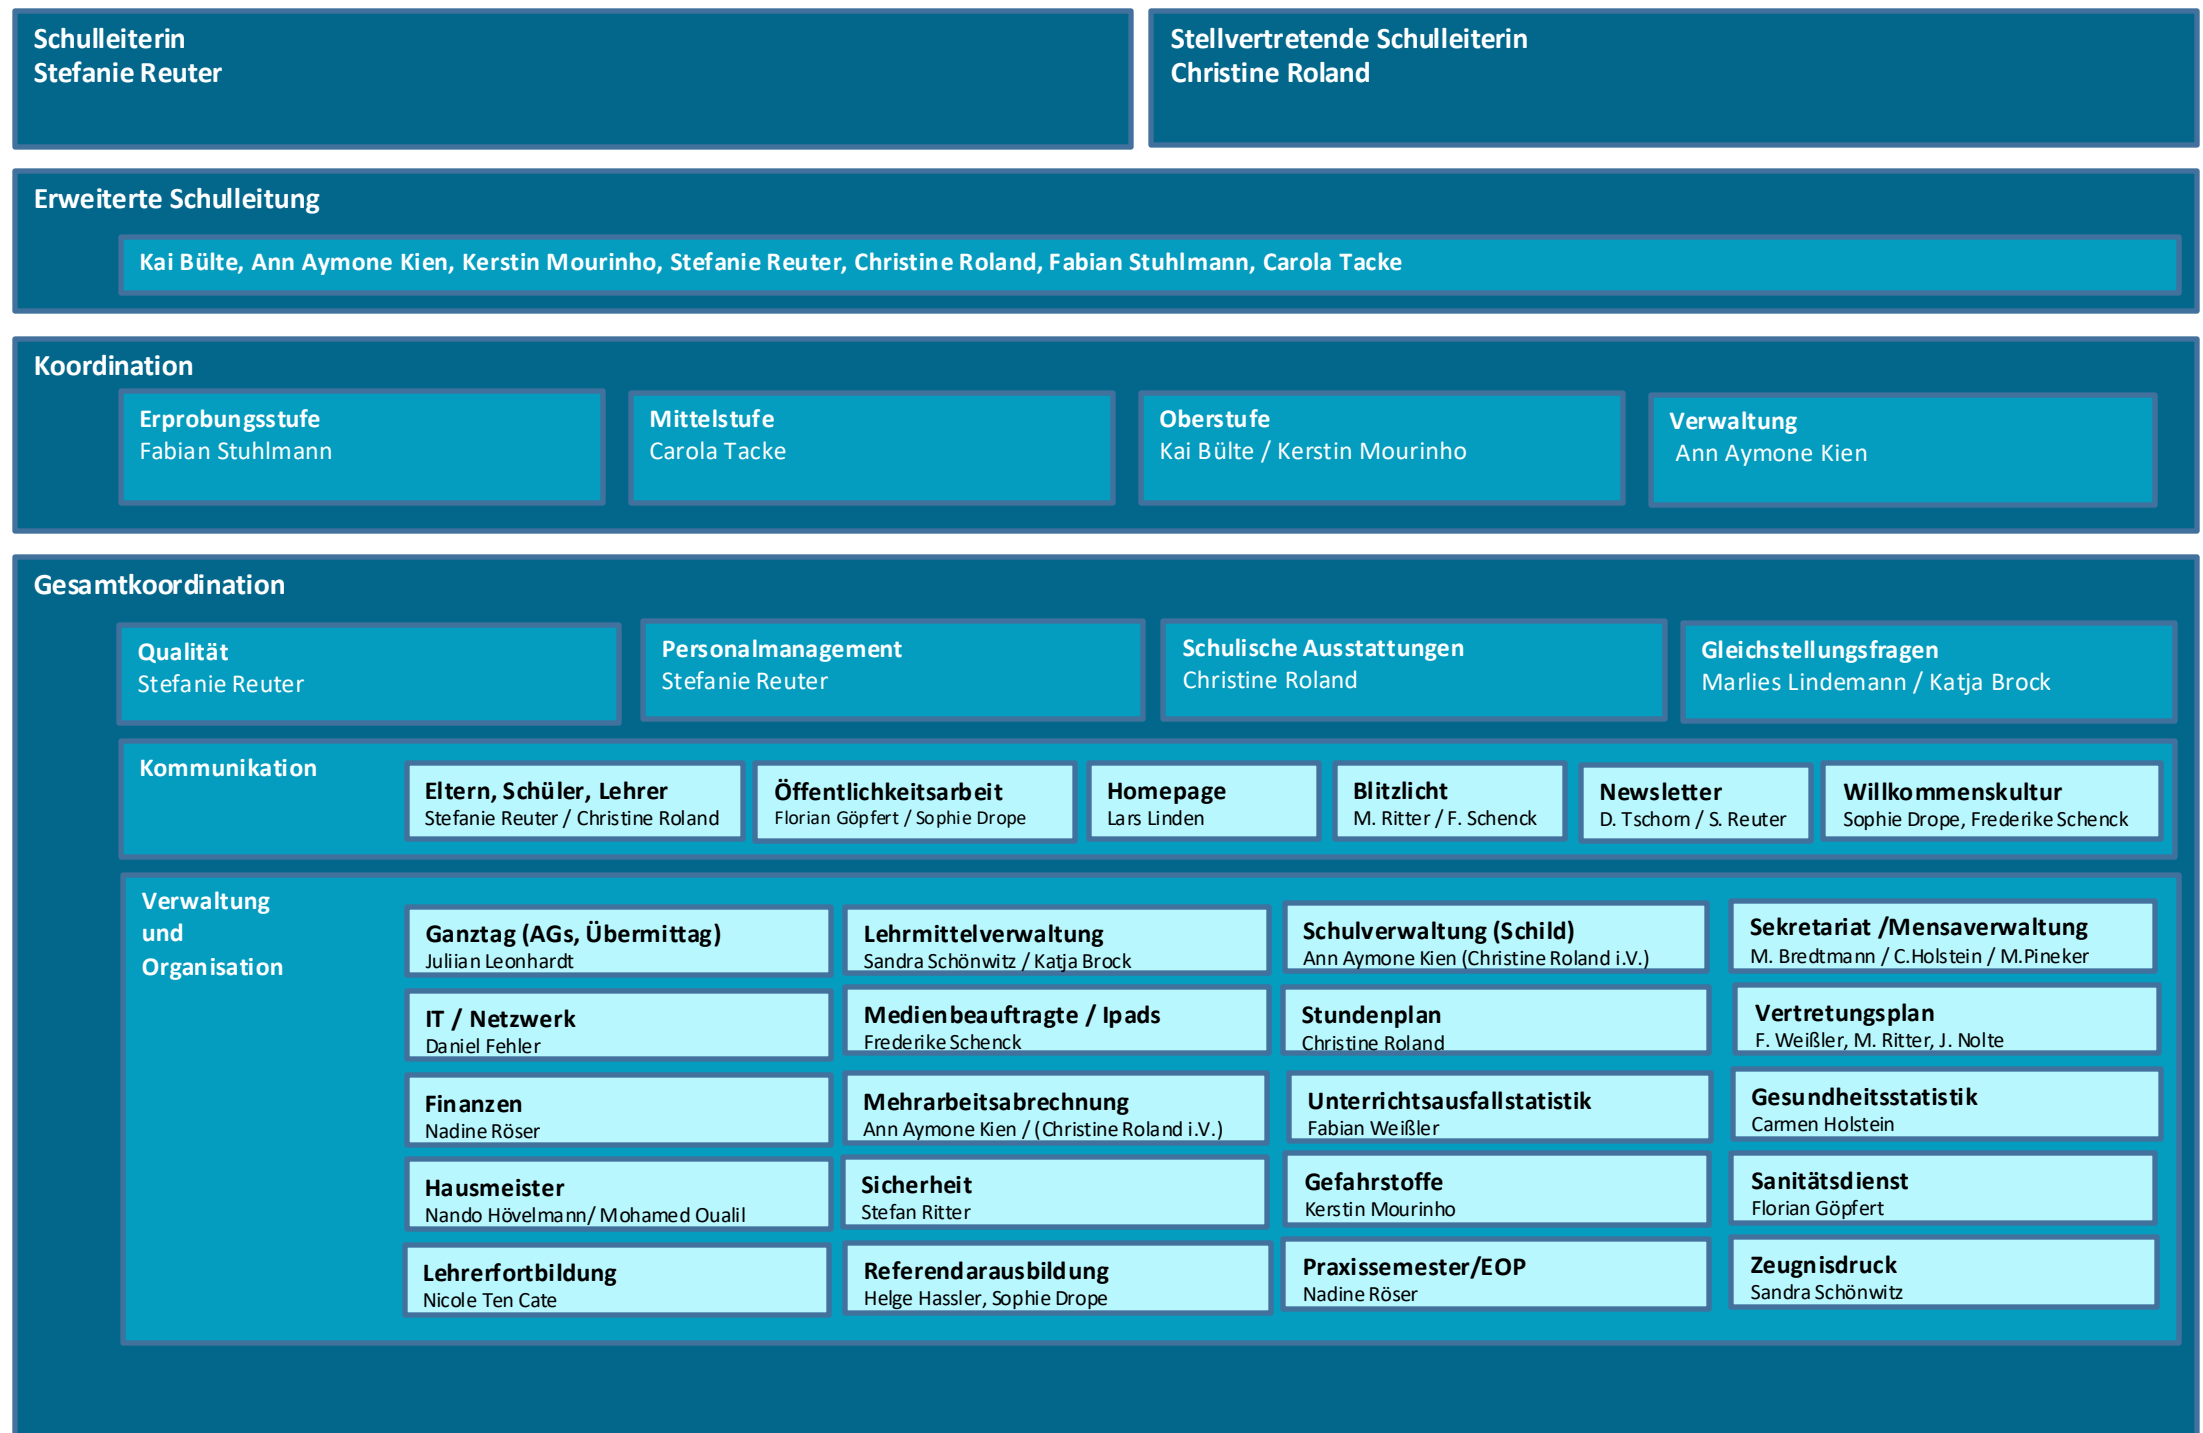 Schulleiterin
Stefanie Reuter
Stellvertretende Schulleiterin
Christine Roland
Erweiterte Schulleitung
Kai Bülte, Ann Aymone Kien, Kerstin Mourinho, Stefanie Reuter, Christine Roland, Fabian Stuhlmann, Carola Tacke
Koordination
Erprobungsstufe
Fabian Stuhlmann
Mittelstufe
Carola Tacke
Oberstufe
Kai Bülte / Kerstin Mourinho
Verwaltung
Ann Aymone Kien
Gesamtkoordination
Qualität
Stefanie Reuter
Personalmanagement
Stefanie Reuter
Schulische Ausstattungen
Christine Roland
Gleichstellungsfragen
Marlies Lindemann / Katja Brock
Kommunikation
Eltern, Schüler, Lehrer
Stefanie Reuter / Christine Roland
Öffentlichkeitsarbeit
Florian Göpfert / Sophie Drope
Homepage
Lars Linden
Blitzlicht
M. Ritter / F. Schenck
Newsletter
D. Tschorn / S. Reuter
Willkommenskultur
Sophie Drope, Frederike Schenck
Verwaltung
und
Organisation
Ganztag (AGs, Übermittag)
Juliian Leonhardt
Lehrmittelverwaltung
Sandra Schönwitz / Katja Brock
Schulverwaltung (Schild)
Ann Aymone Kien (Christine Roland i.V.)
Sekretariat /Mensaverwaltung
M. Bredtmann / C.Holstein / M.Pineker
IT / Netzwerk
Daniel Fehler
Medienbeauftragte / Ipads
Frederike Schenck
Stundenplan
Christine Roland
Vertretungsplan
F. Weißler, M. Ritter, J. Nolte
Finanzen
Nadine Röser
Mehrarbeitsabrechnung
Ann Aymone Kien / (Christine Roland i.V.)
Unterrichtsausfallstatistik
Fabian Weißler
Gesundheitsstatistik
Carmen Holstein
Hausmeister
Nando Hövelmann/ Mohamed Oualil
Sicherheit
Stefan Ritter
Gefahrstoffe
Kerstin Mourinho
Sanitätsdienst
Florian Göpfert
Lehrerfortbildung
Nicole Ten Cate
Referendarausbildung
Helge Hassler, Sophie Drope
Praxissemester/EOP
Nadine Röser
Zeugnisdruck
Sandra Schönwitz